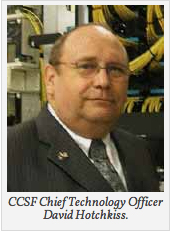 CCSF Chief Technology Officer
David Hotchkiss.